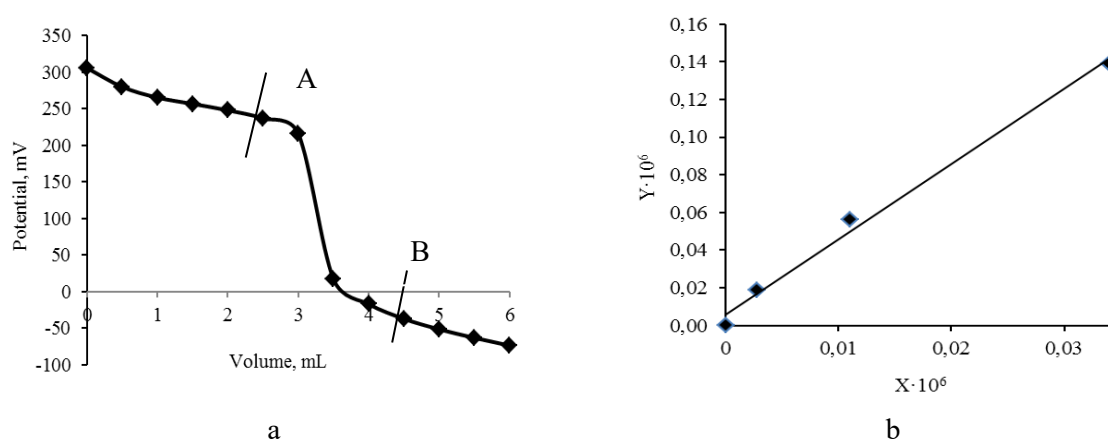 350
300
250
200
150
100
50
0
-50
-100
Potential, mV
A
B
0 1 2 3 4 5 6
Volume, mL
a
0,16
0,14
0,12
0,10
0,08
0,06
0,04
0,02
0,00
Y·10⁶
0 0,01 0,02 0,03
X·10⁶
b